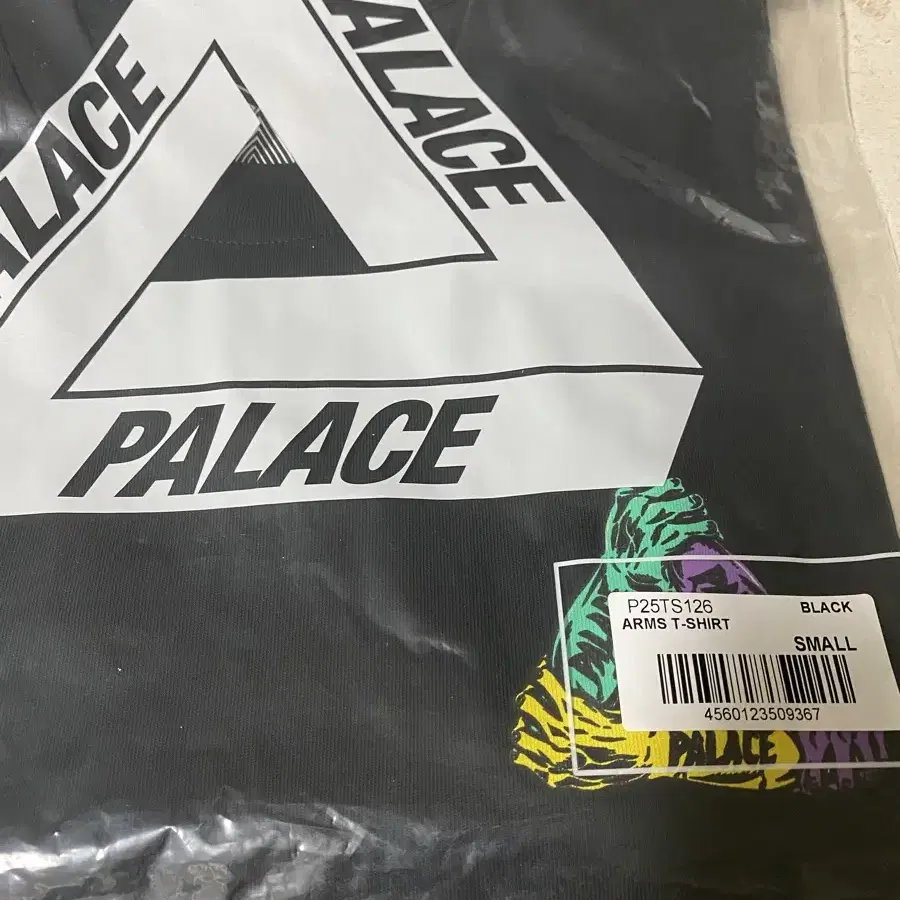 PALACE
PALACE
PALACE
P25TS126 BLACK
ARMS T-SHIRT
SMALL
4560123509367
PALACE